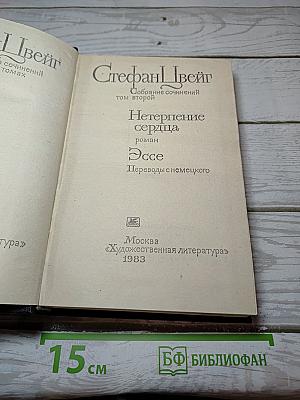 Цвейг
сочинений
томах
тура»
Стефан Цвейг
Собрание сочинений
том второй
Нетерпение
сердца
роман
Эссе
Переводы с немецкого
Москва
«Художественная литература»
1983
15 см
БФ БИБЛИОФАН